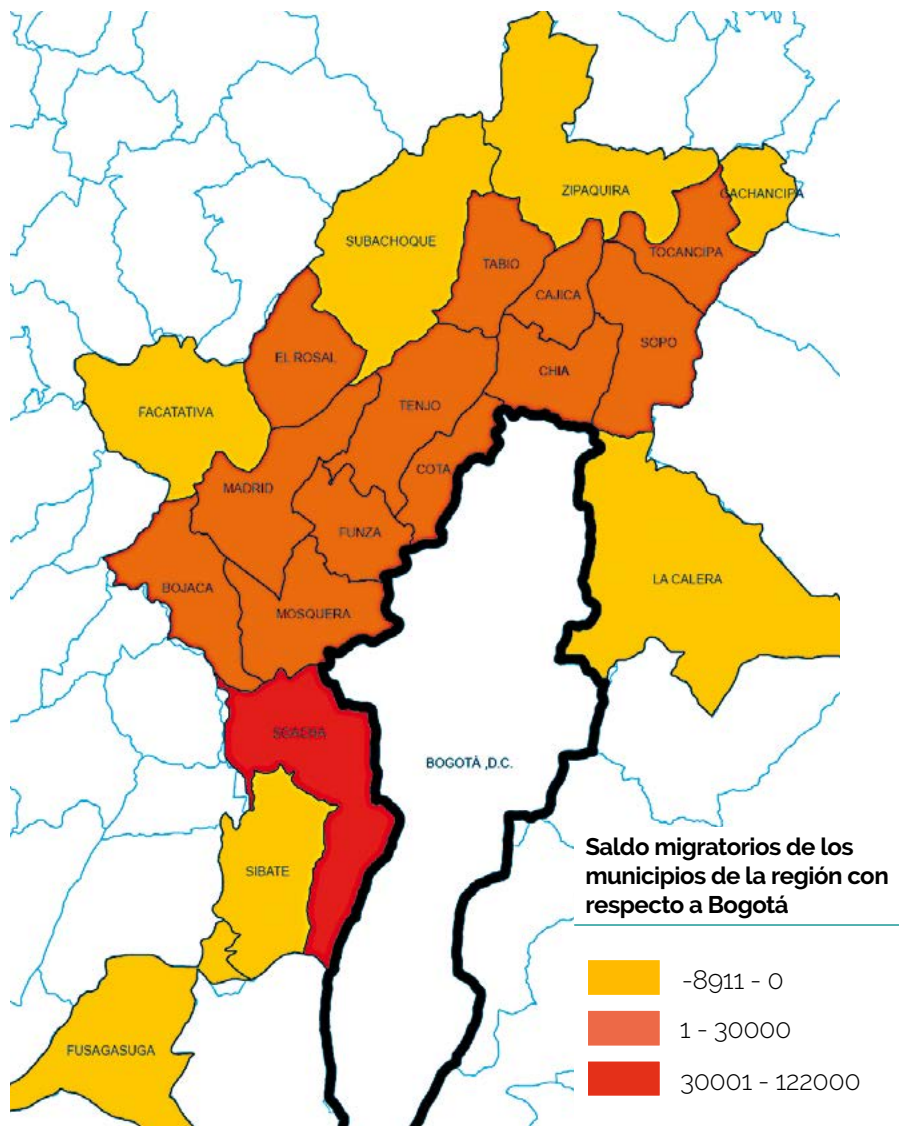 ZIPAQUIRA
GACHANCIPA
SUBACHOQUE
TOCANCIPA
TABIO
CAJICA
SOPO
EL ROSAL
CHIA
TENJO
FACATATIVA
COTA
MADRID
FUNZA
LA CALERA
BOJACA
MOSQUERA
SOACHA
BOGOTÁ ,D.C.
SIBATE
FUSAGASUGA
Saldo migratorios de los
municipios de la región con
respecto a Bogotá
-8911 - 0
1 - 30000
30001 - 122000